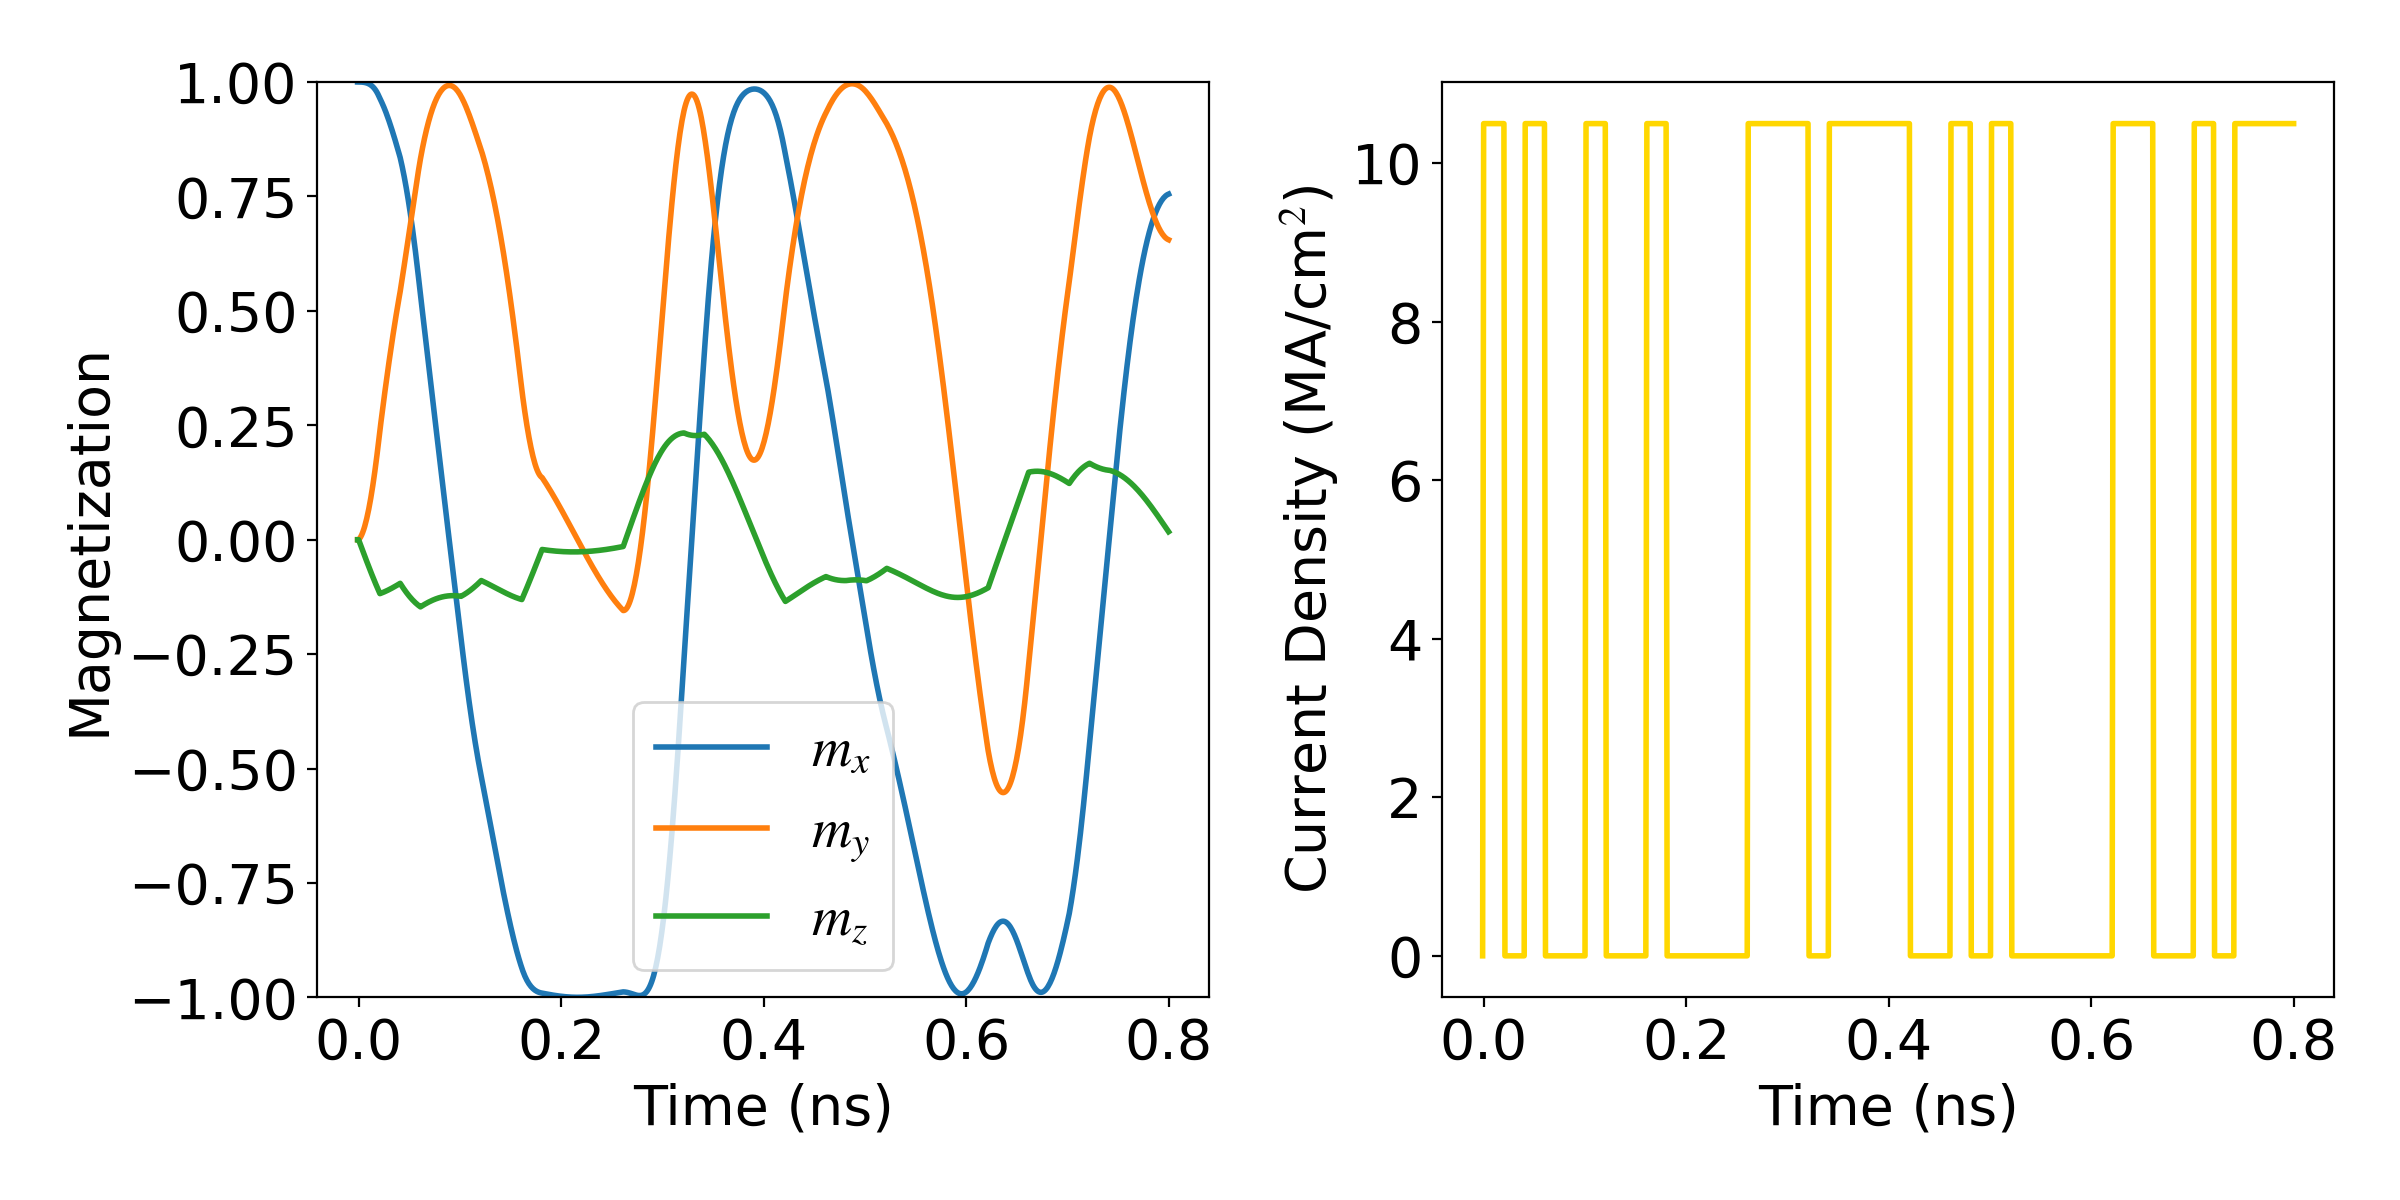 Magnetization
1.00
0.75
0.50
0.25
0.00
−0.25
−0.50
−0.75
−1.00
0.0 0.2 0.4 0.6 0.8
Time (ns)
m_x
m_y
m_z
Current Density (MA/cm²)
10
8
6
4
2
0
0.0 0.2 0.4 0.6 0.8
Time (ns)